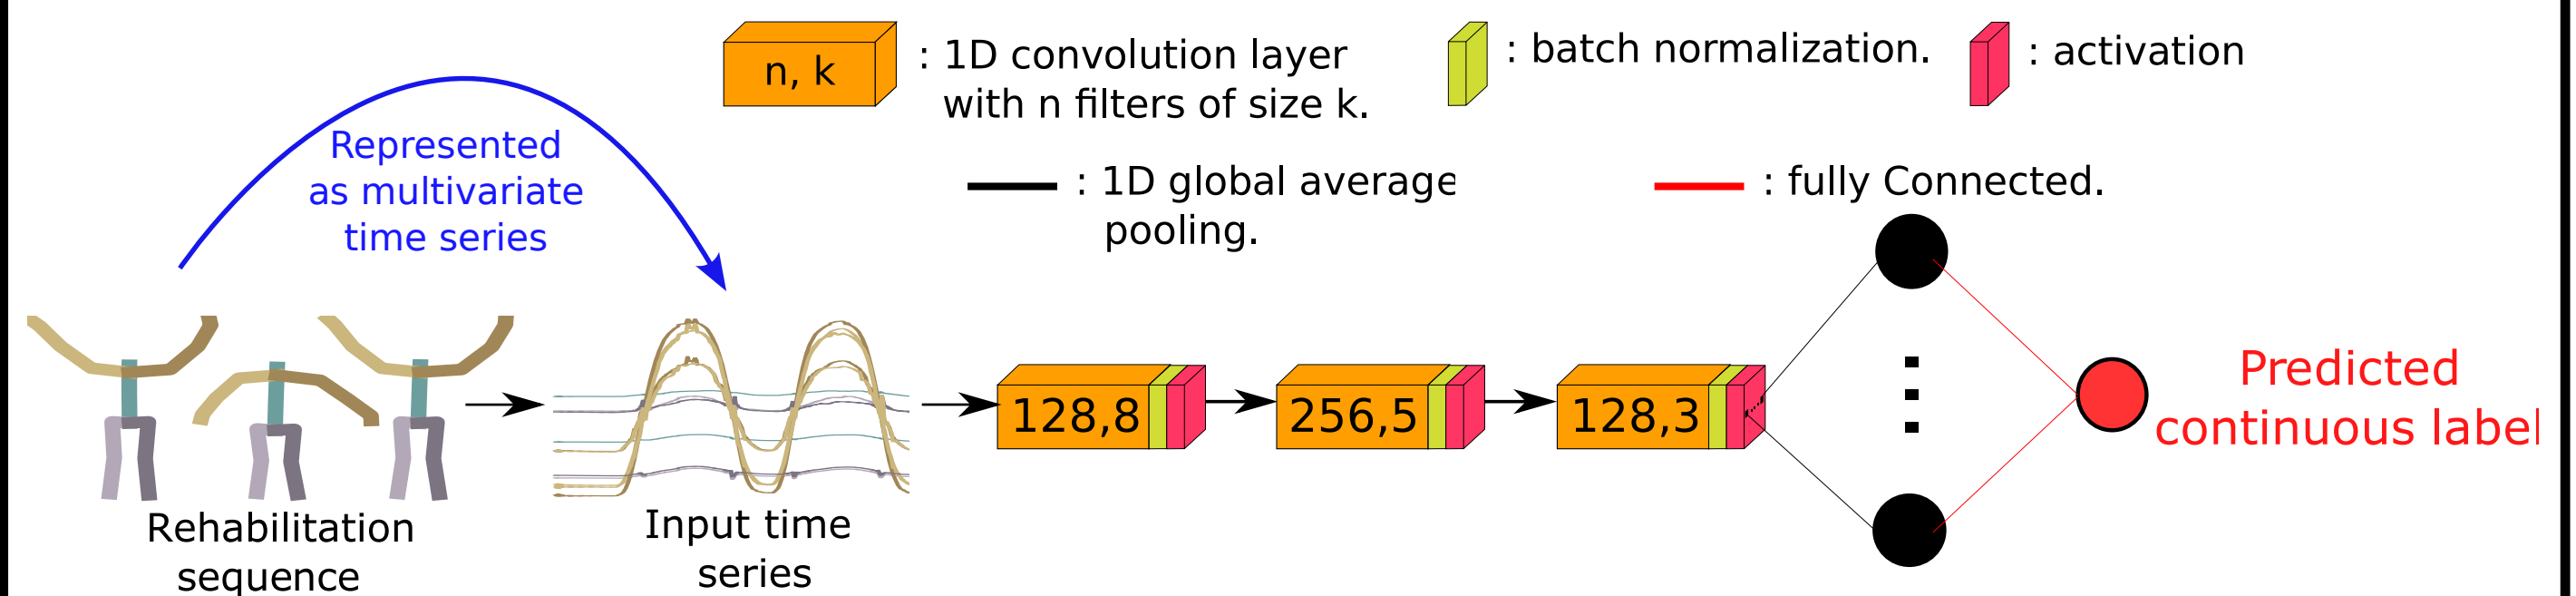 n, k
: 1D convolution layer
with n filters of size k.
: batch normalization.
: activation
: 1D global average
pooling.
: fully Connected.
Represented
as multivariate
time series
Rehabilitation
sequence
Input time
series
128,8
256,5
128,3
Predicted
continuous label